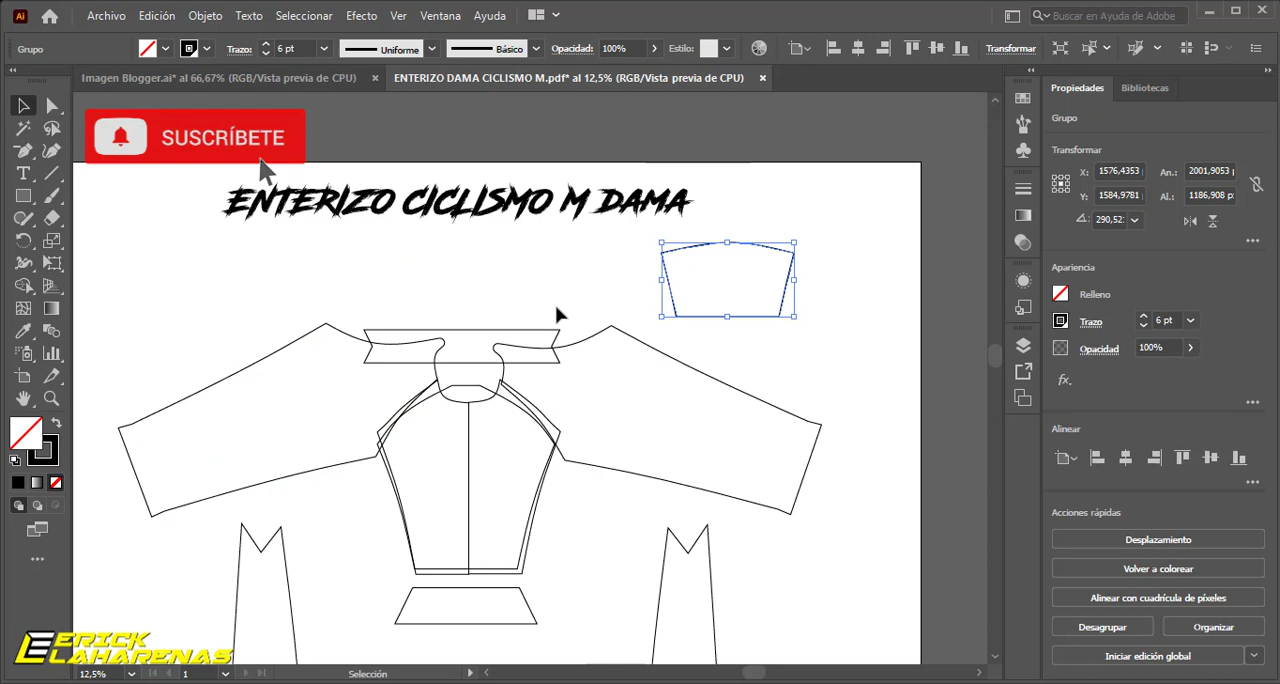 Ai Archivo Edición Objeto Texto Seleccionar Efecto Ver Ventana Ayuda Buscar en Ayuda de Adobe
Grupo Trazo: 6 pt Uniforme Básico Opacidad: 100% Estilo: Transformar
Imagen Blogger.ai* al 66,67% (RGB/Vista previa de CPU) ENTERIZO DAMA CICLISMO M.pdf* al 12,5% (RGB/Vista previa de CPU)
Propiedades Bibliotecas
Grupo
SUSCRÍBETE
Transformar
X: 1576,4353 An.: 2001,9053
Y: 1584,9781 Al.: 1186,908 p
290,52
ENTERIZO CICLISMO M DAMA
Apariencia
Relleno
Trazo 6 pt
Opacidad 100%
fx.
Alinear
Acciones rápidas
Desplazamiento
Volver a colorear
Alinear con cuadrícula de píxeles
Desagrupar Organizar
Iniciar edición global
ERICK
LAHARENAS
12,5% 1 Selección